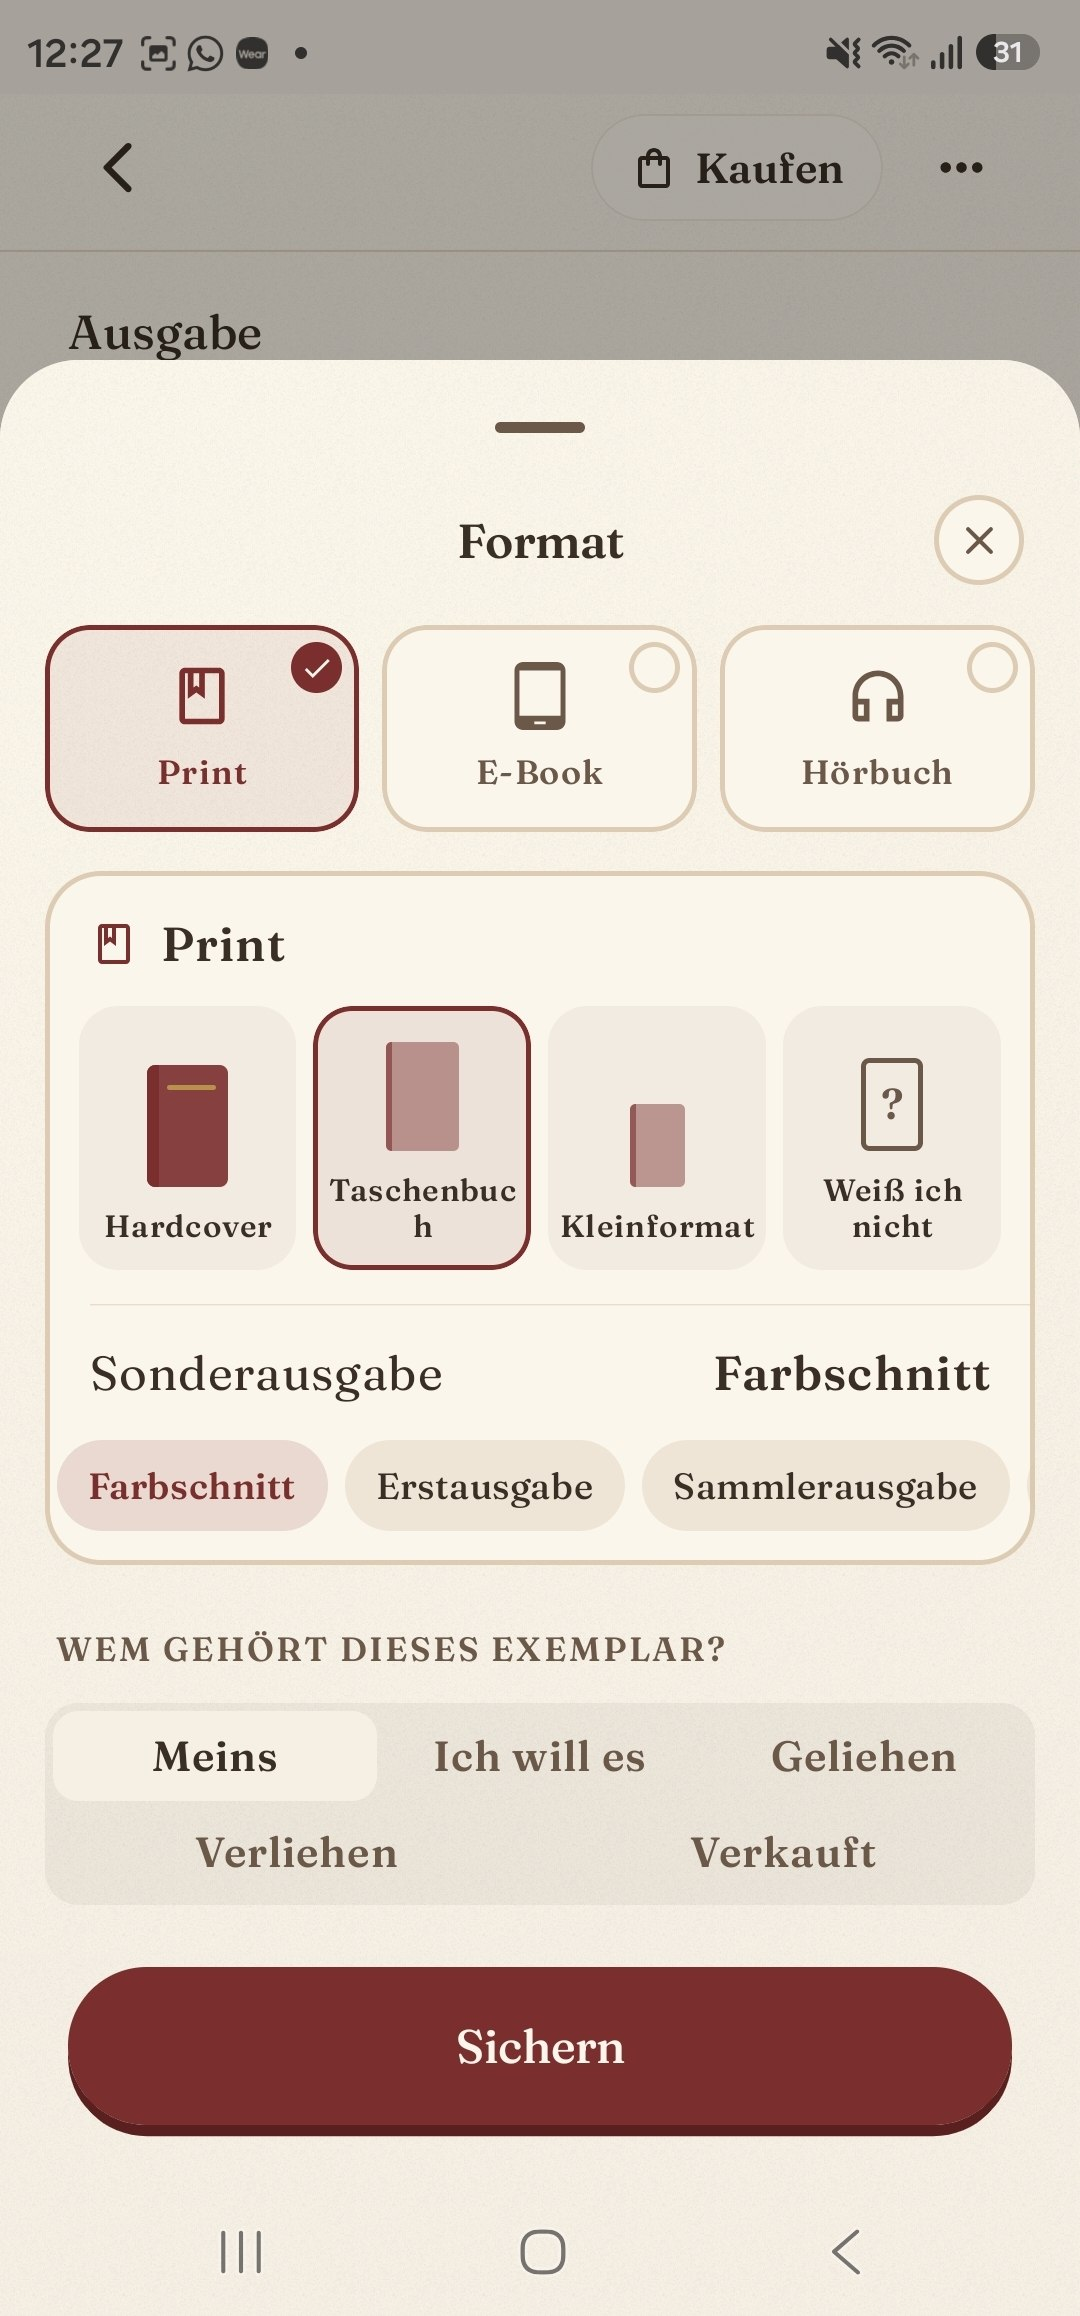 12:27
Wear
31
Kaufen
Ausgabe
Format
Print
E-Book
Hörbuch
Print
Hardcover
Taschenbuc
h
Kleinformat
?
Weiß ich
nicht
Sonderausgabe
Farbschnitt
Farbschnitt
Erstausgabe
Sammlerausgabe
WEM GEHÖRT DIESES EXEMPLAR?
Meins
Ich will es
Geliehen
Verliehen
Verkauft
Sichern